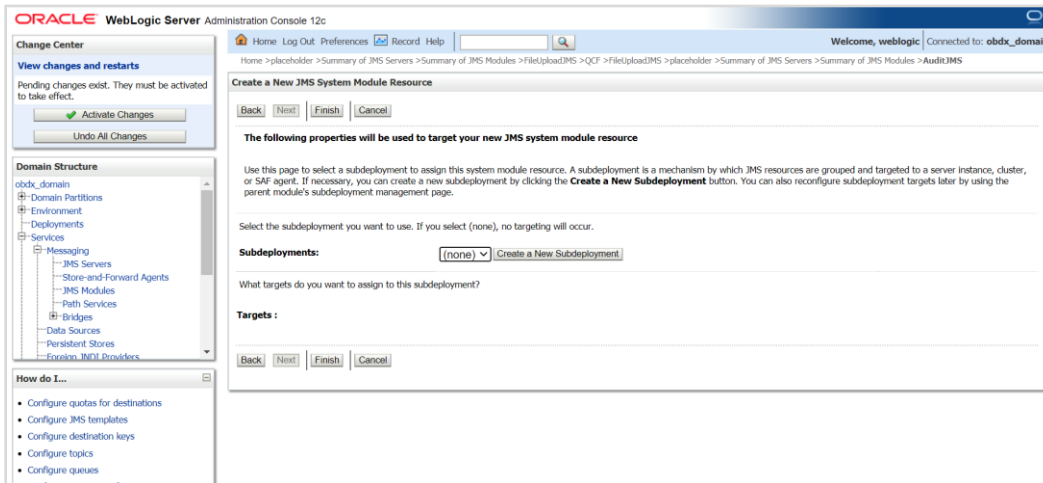 ORACLE WebLogic Server Administration Console 12c
Change Center
View changes and restarts
Pending changes exist. They must be activated
to take effect.
Activate Changes
Undo All Changes
Domain Structure
obdx_domain
Domain Partitions
Environment
Deployments
Services
Messaging
JMS Servers
Store-and-Forward Agents
JMS Modules
Path Services
Bridges
Data Sources
Persistent Stores
Foreign JNDI Providers
How do I...
Configure quotas for destinations
Configure JMS templates
Configure destination keys
Configure topics
Configure queues
Home Log Out Preferences Record Help
Welcome, weblogic Connected to: obdx_domai
Home >placeholder >Summary of JMS Servers >Summary of JMS Modules >FileUploadJMS >QCF >FileUploadJMS >placeholder >Summary of JMS Servers >Summary of JMS Modules >AuditJMS
Create a New JMS System Module Resource
Back Next Finish Cancel
The following properties will be used to target your new JMS system module resource
Use this page to select a subdeployment to assign this system module resource. A subdeployment is a mechanism by which JMS resources are grouped and targeted to a server instance, cluster,
or SAF agent. If necessary, you can create a new subdeployment by clicking the Create a New Subdeployment button. You can also reconfigure subdeployment targets later by using the
parent module's subdeployment management page.
Select the subdeployment you want to use. If you select (none), no targeting will occur.
Subdeployments: (none) Create a New Subdeployment
What targets do you want to assign to this subdeployment?
Targets :
Back Next Finish Cancel